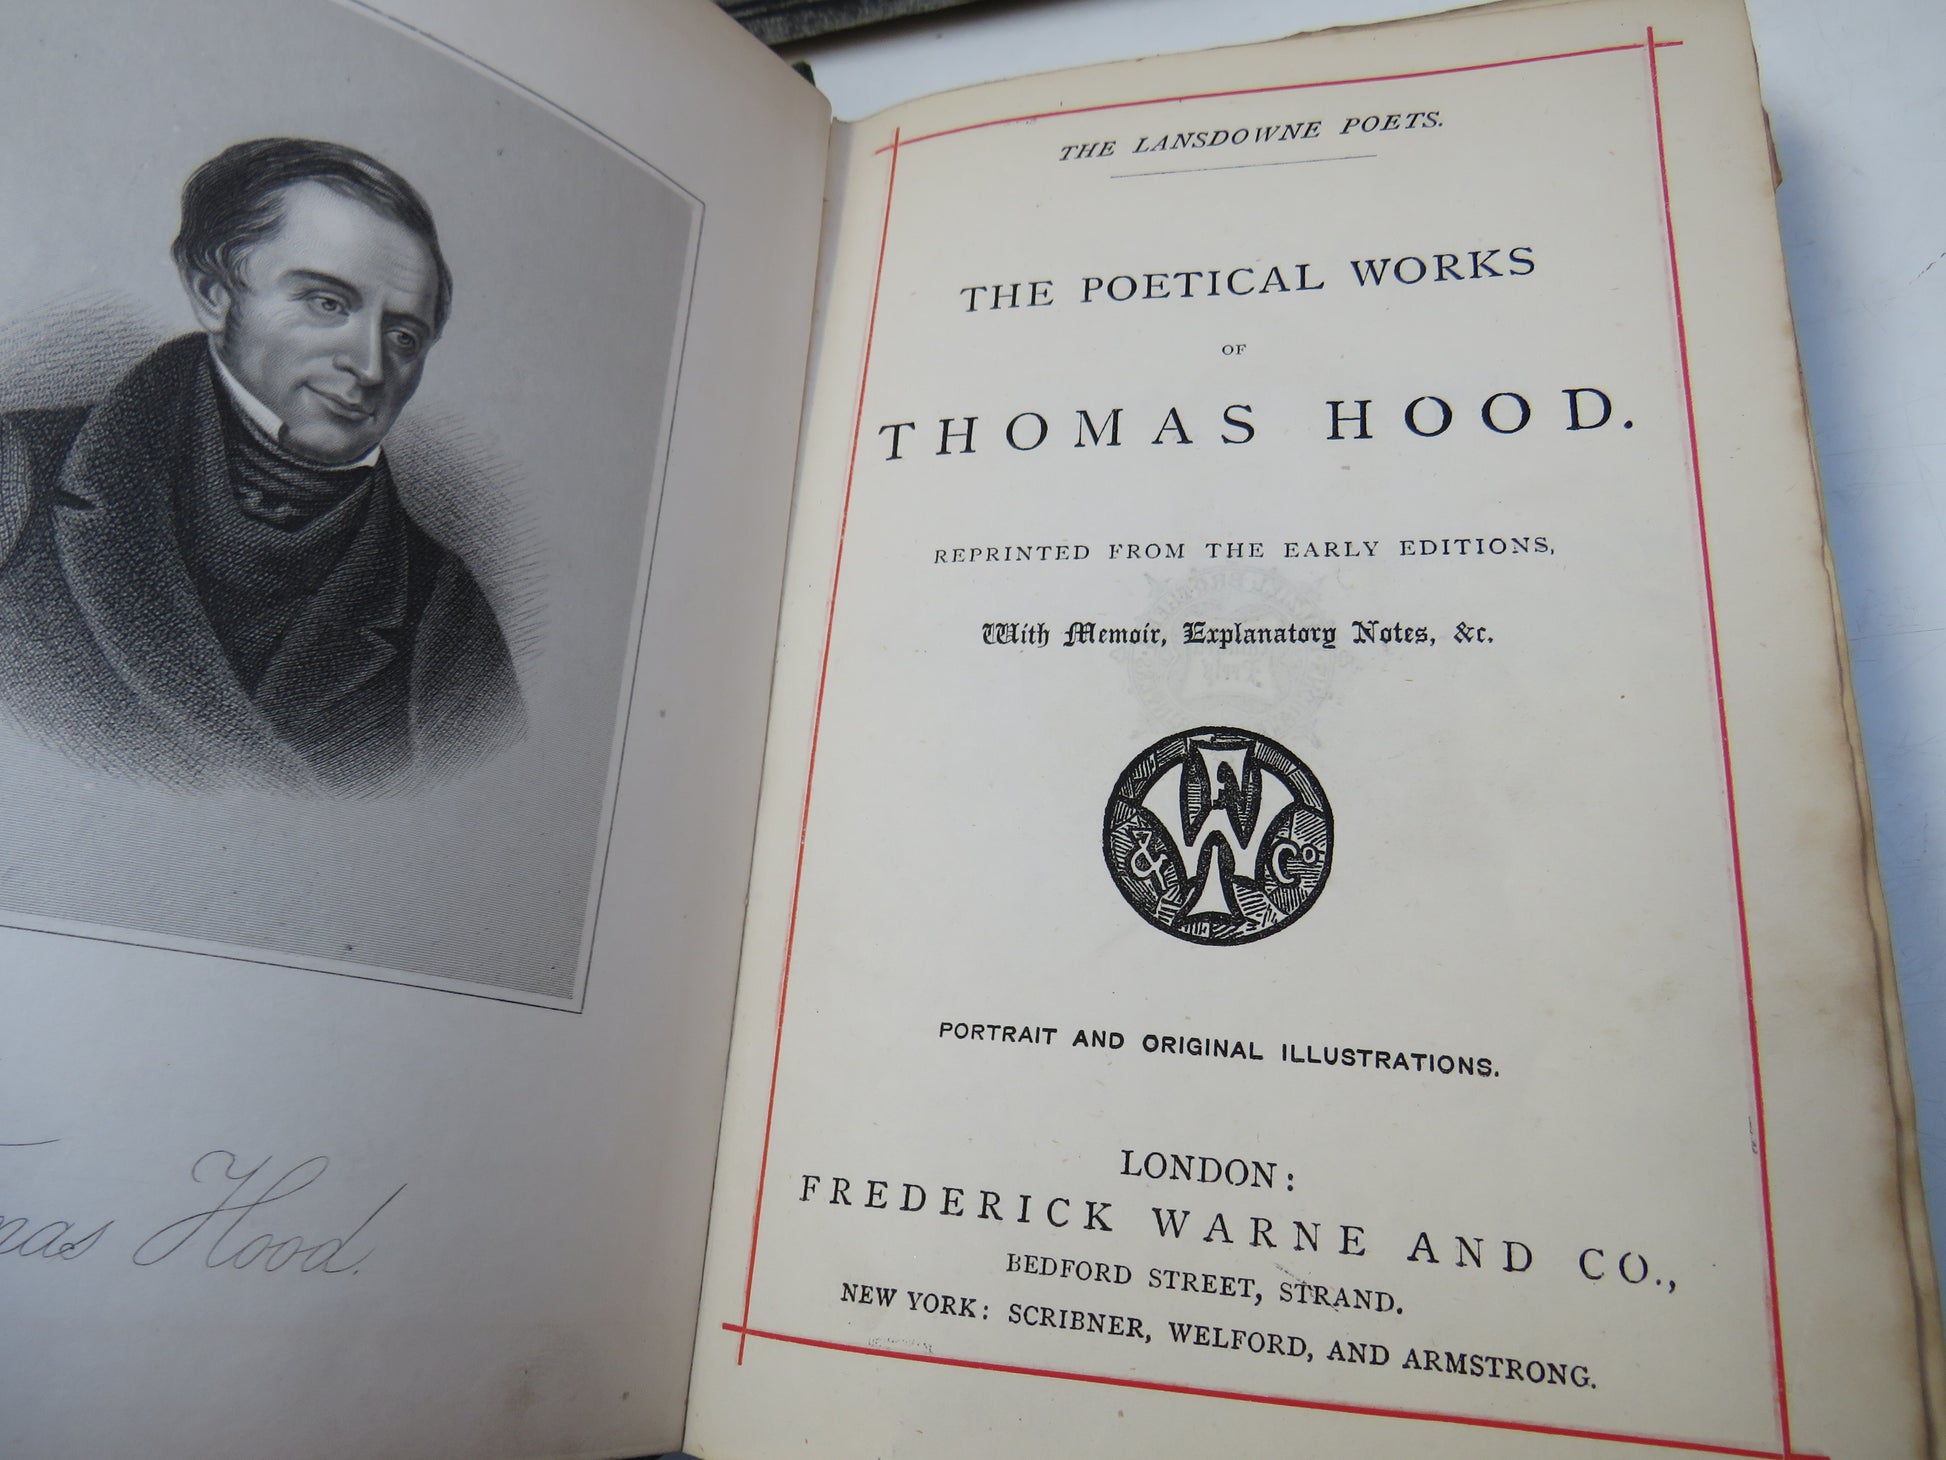 Hood.
THE LANSDOWNE POETS.
THE POETICAL WORKS
OF
THOMAS HOOD.
REPRINTED FROM THE EARLY EDITIONS,
With Memoir, Explanatory Notes, &c.
F W & Co
PORTRAIT AND ORIGINAL ILLUSTRATIONS.
LONDON:
FREDERICK WARNE AND CO.,
BEDFORD STREET, STRAND.
NEW YORK: SCRIBNER, WELFORD, AND ARMSTRONG.